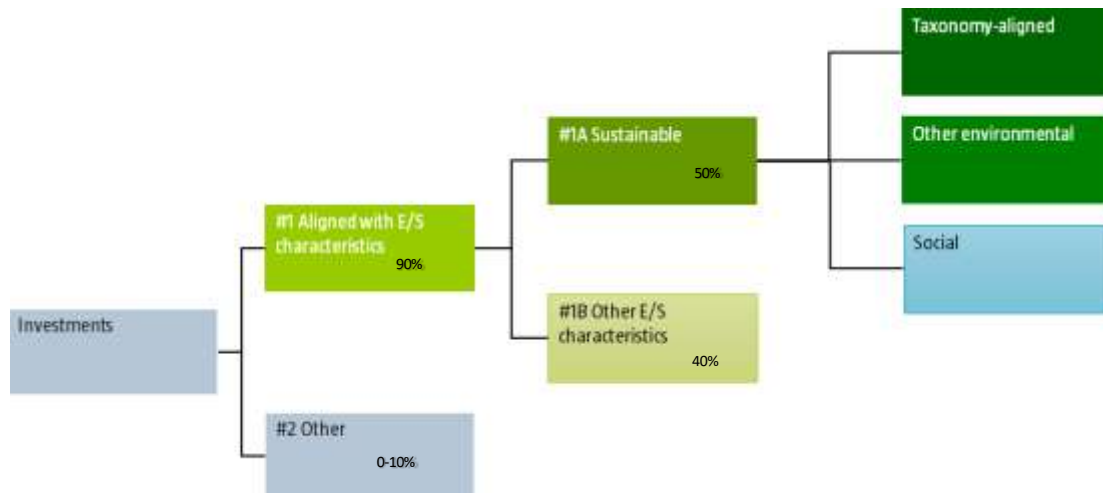 Taxonomy-aligned
#1A Sustainable
50%
Other environmental
#1 Aligned with E/S
characteristics
90%
Social
#1B Other E/S
characteristics
40%
Investments
#2 Other
0-10%